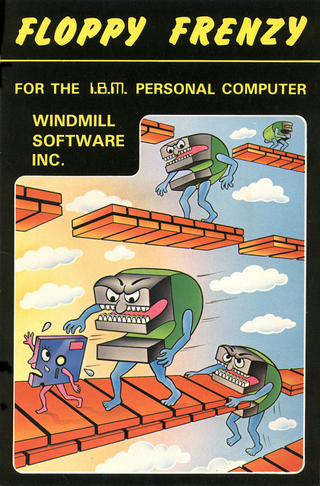 FLOPPY FRENZY
FOR THE I.B.M. PERSONAL COMPUTER
WINDMILL
SOFTWARE
INC.